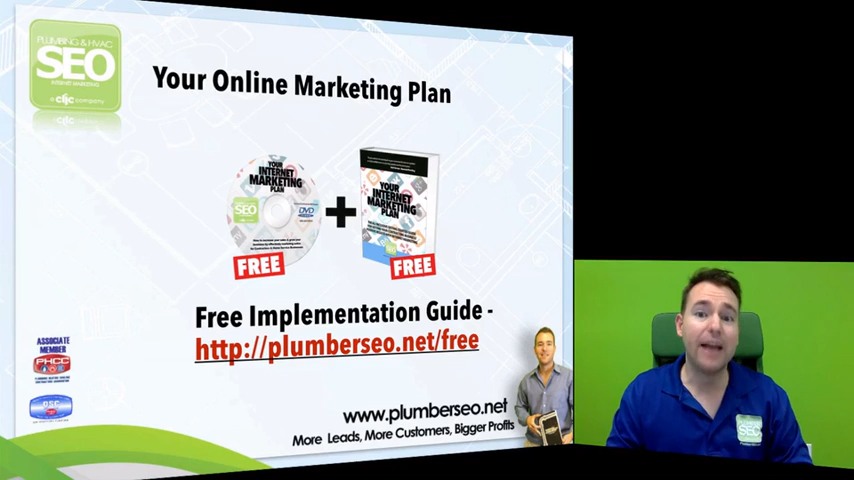 PLUMBING & HVAC
SEO
INTERNET MARKETING
a clic company
Your Online Marketing Plan
YOUR
INTERNET
MARKETING
PLAN
SEO
DVD
FREE
+
YOUR
INTERNET
MARKETING
PLAN
FREE
Free Implementation Guide -
http://plumberseo.net/free
ASSOCIATE
MEMBER
PHCC
QSC
www.plumberseo.net
More Leads, More Customers, Bigger Profits
SEO